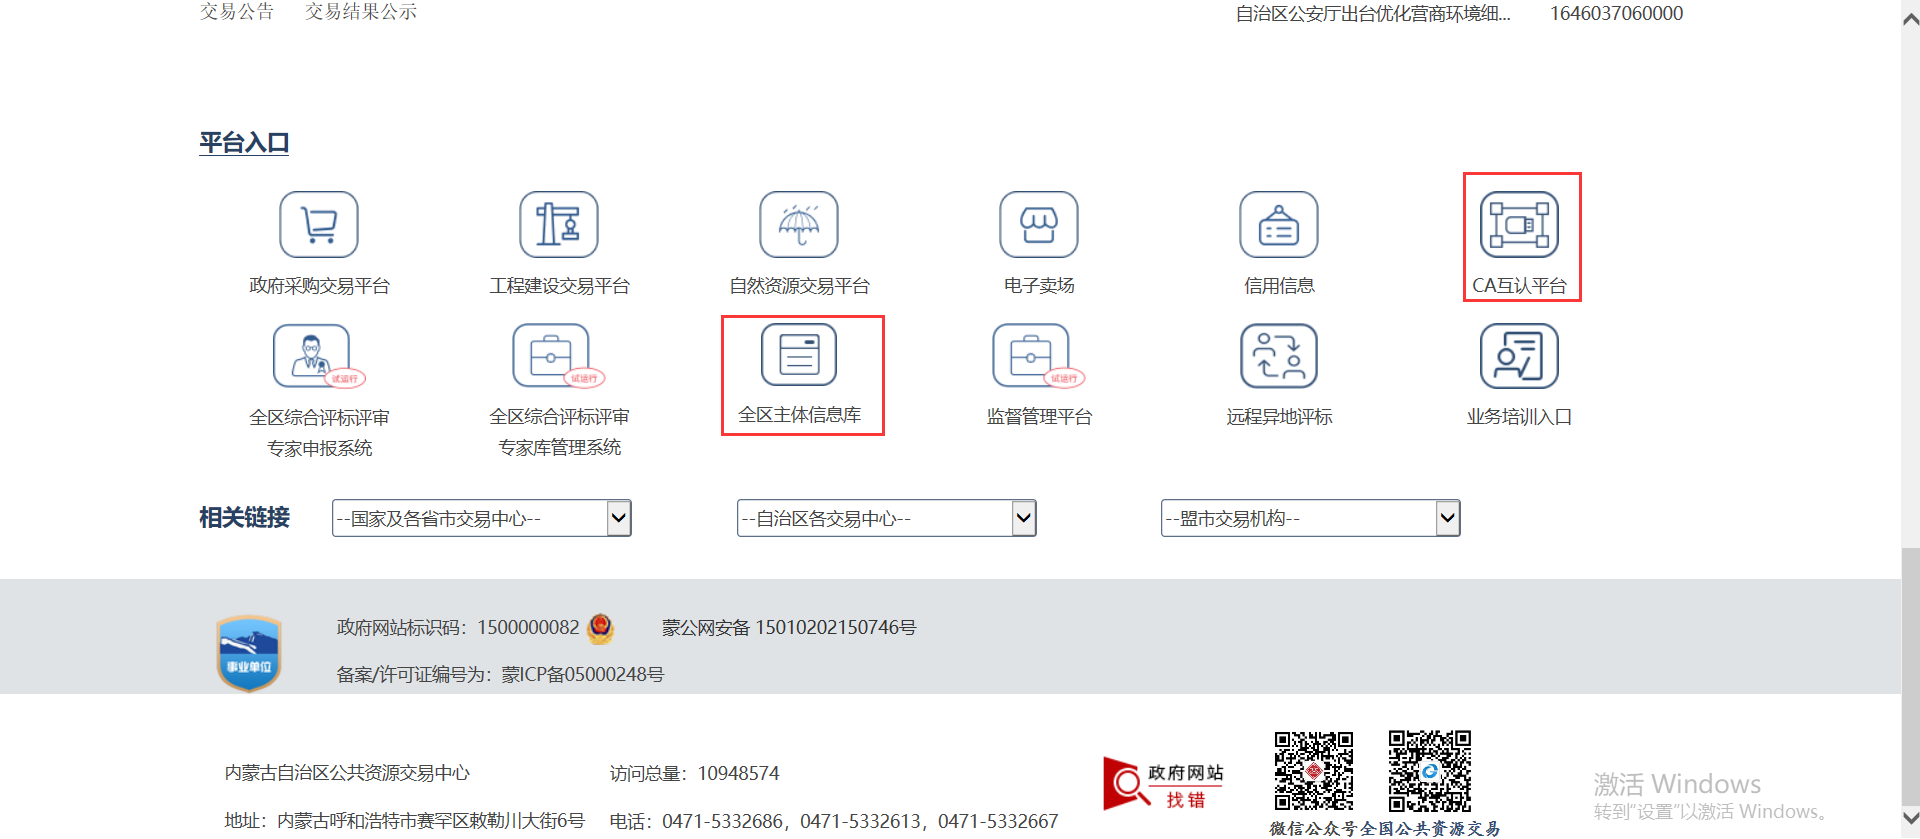 交易公告 交易结果公示
自治区公安厅出台优化营商环境细... 1646037060000
平台入口
政府采购交易平台 工程建设交易平台 自然资源交易平台 电子卖场 信用信息 CA互认平台
试运行 试运行 试运行
全区综合评标评审 全区综合评标评审 全区主体信息库 监督管理平台 远程异地评标 业务培训入口
专家申报系统 专家库管理系统
相关链接 --国家及各省市交易中心-- --自治区各交易中心-- --盟市交易机构--
政府网站标识码：1500000082 蒙公网安备 15010202150746号
事业单位
备案/许可证编号为：蒙ICP备05000248号
内蒙古自治区公共资源交易中心 访问总量：10948574
政府网站
找错
地址：内蒙古呼和浩特市赛罕区敕勒川大街6号 电话：0471-5332686，0471-5332613，0471-5332667
微信公众号 全国公共资源交易
激活 Windows
转到“设置”以激活 Windows。